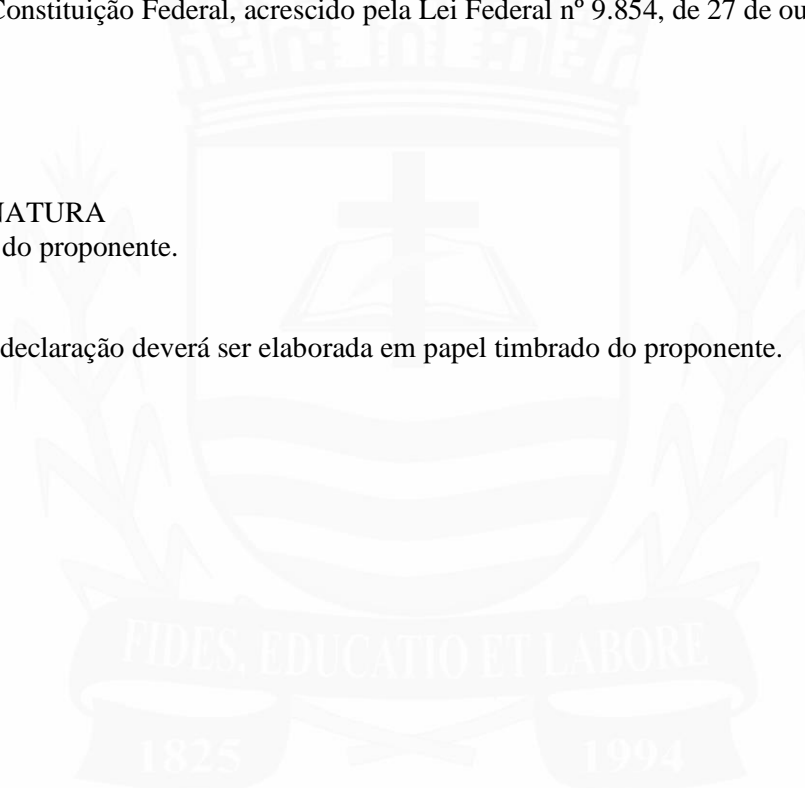 Constituição Federal, acrescido pela Lei Federal nº 9.854, de 27 de ou
NATURA
do proponente.
declaração deverá ser elaborada em papel timbrado do proponente.
FIDES, EDUCATIO ET LABORE
1825 1994